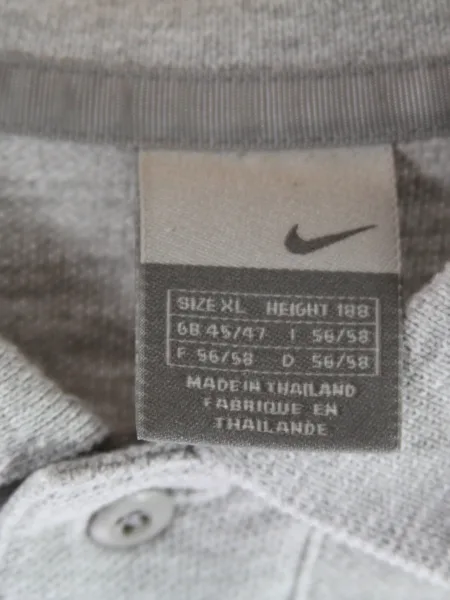 SIZE XL HEIGHT 188
GB 45/47 I 56/58
F 56/58 D 56/58
MADE IN THAILAND
FABRIQUE EN
THAILANDE